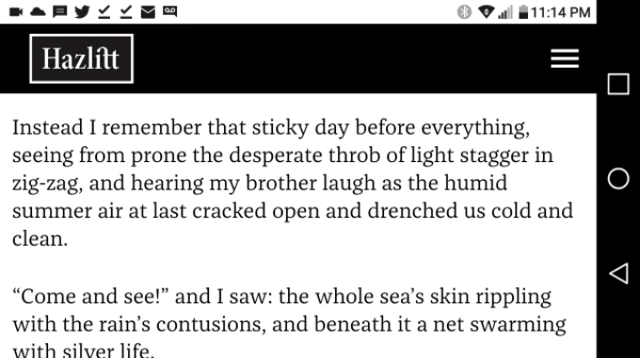 11:14 PM
Hazlitt
Instead I remember that sticky day before everything,
seeing from prone the desperate throb of light stagger in
zig-zag, and hearing my brother laugh as the humid
summer air at last cracked open and drenched us cold and
clean.
“Come and see!” and I saw: the whole sea’s skin rippling
with the rain’s contusions, and beneath it a net swarming
with silver life.